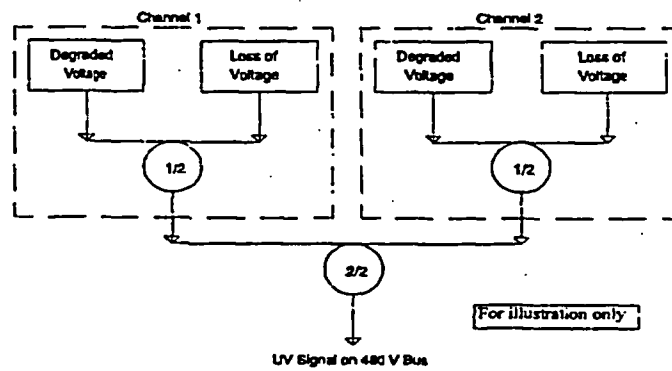 Channel 1
Channel 2
Degraded
Voltage
Loss of
Voltage
Degraded
Voltage
Loss of
Voltage
1/2
1/2
2/2
For illustration only
UV Signal on 480 V Bus